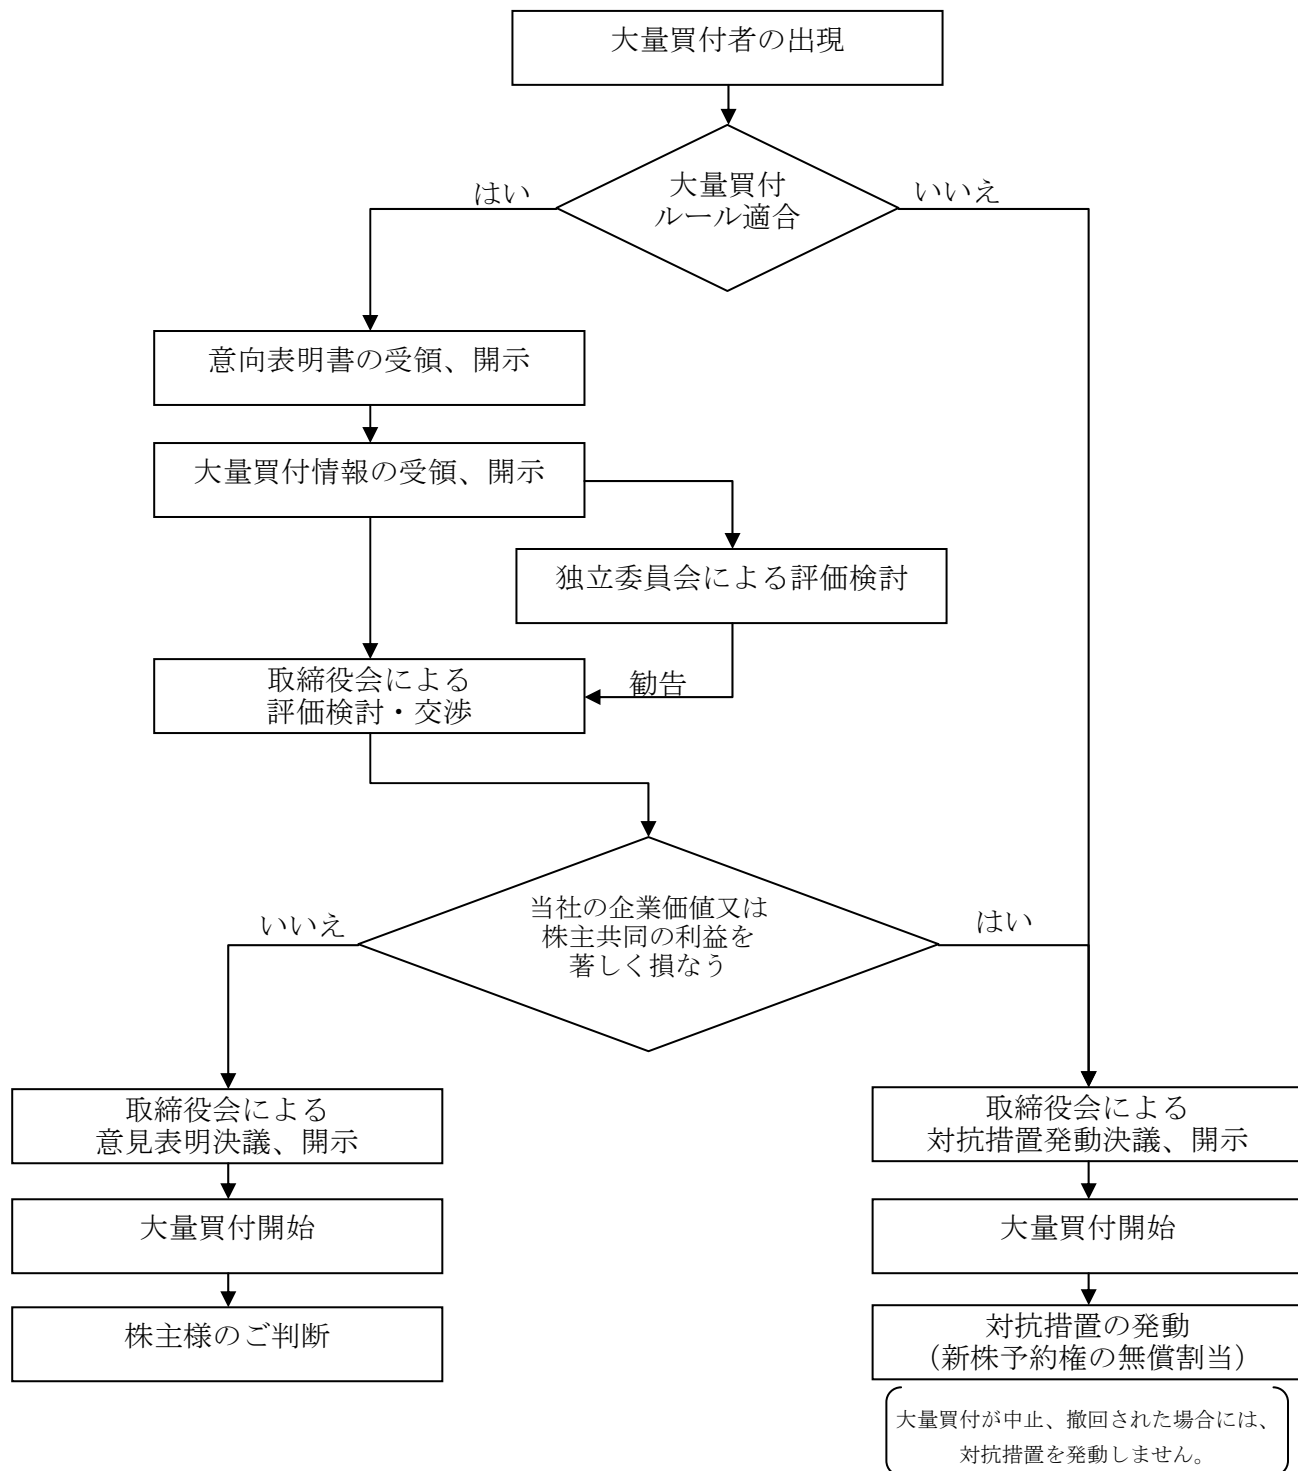 大量買付者の出現
大量買付
ルール適合
はい
いいえ
意向表明書の受領、開示
大量買付情報の受領、開示
独立委員会による評価検討
取締役会による
評価検討・交渉
勧告
当社の企業価値又は
株主共同の利益を
著しく損なう
いいえ
はい
取締役会による
意見表明決議、開示
大量買付開始
株主様のご判断
取締役会による
対抗措置発動決議、開示
大量買付開始
対抗措置の発動
（新株予約権の無償割当）
大量買付が中止、撤回された場合には、
対抗措置を発動しません。